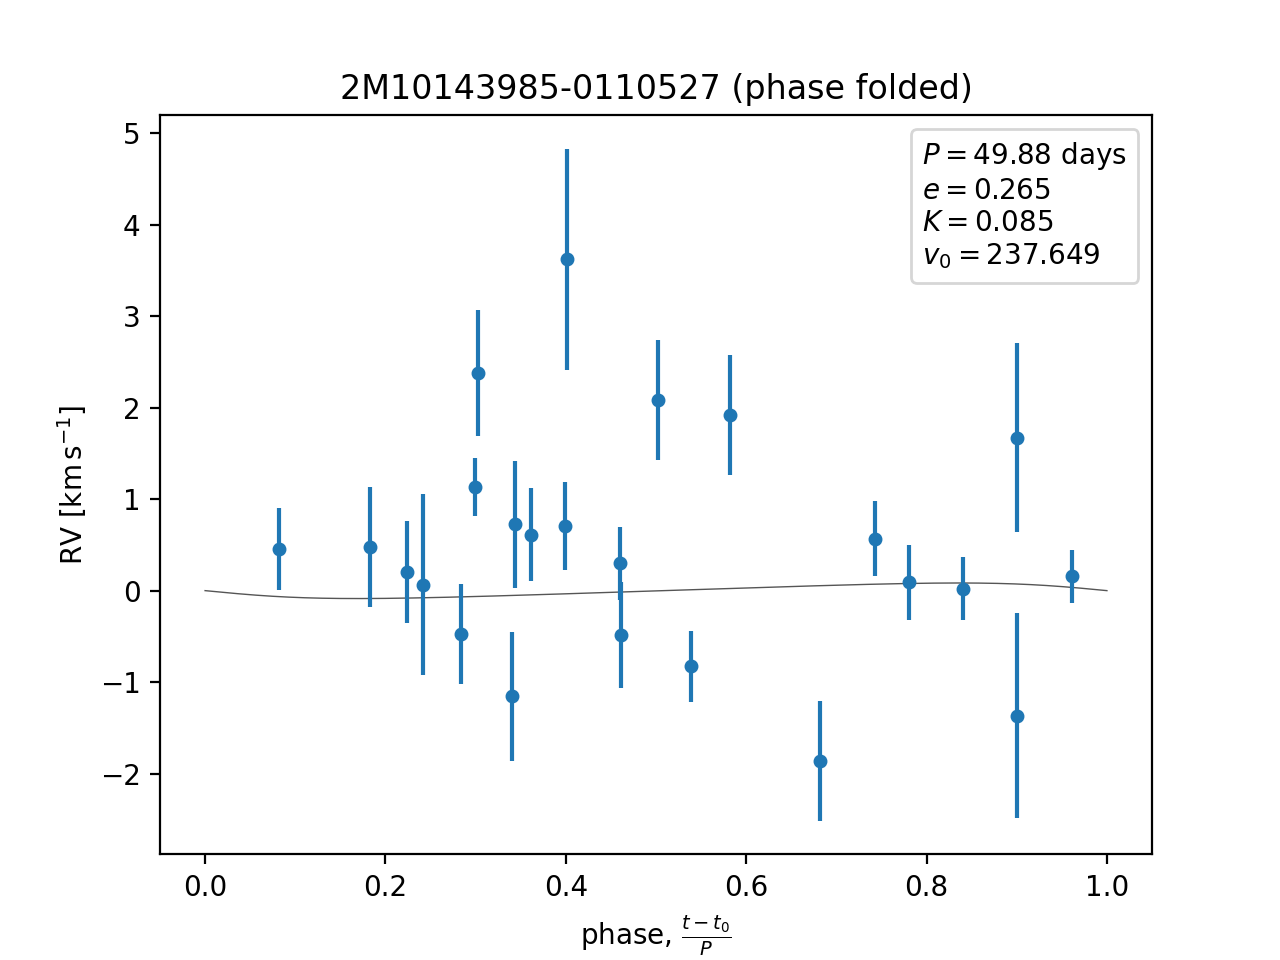 2M10143985-0110527 (phase folded)
P = 49.88 days
e = 0.265
K = 0.085
v₀ = 237.649
5
4
3
2
1
0
−1
−2
RV [km s⁻¹]
0.0 0.2 0.4 0.6 0.8 1.0
phase, (t − t₀)/P